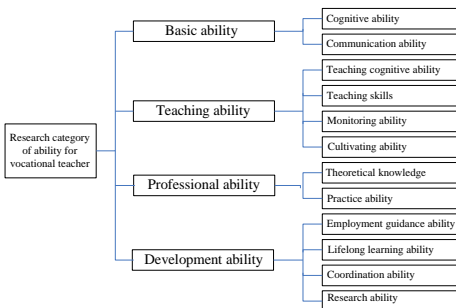 Research category
of ability for
vocational teacher
Basic ability
Cognitive ability
Communication ability
Teaching ability
Teaching cognitive ability
Teaching skills
Monitoring ability
Cultivating ability
Professional ability
Theoretical knowledge
Practice ability
Development ability
Employment guidance ability
Lifelong learning ability
Coordination ability
Research ability